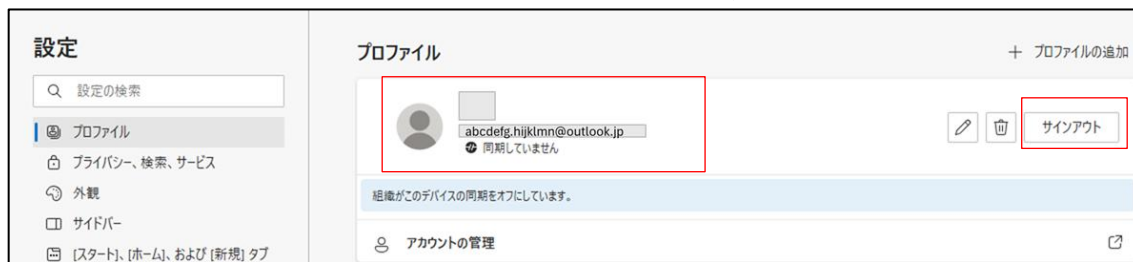 設定
設定の検索
プロファイル
プライバシー、検索、サービス
外観
サイドバー
[スタート]、[ホーム]、および [新規] タブ
プロファイル
プロファイルの追加
abcdefg.hijklmn@outlook.jp
同期していません
サインアウト
組織がこのデバイスの同期をオフにしています。
アカウントの管理